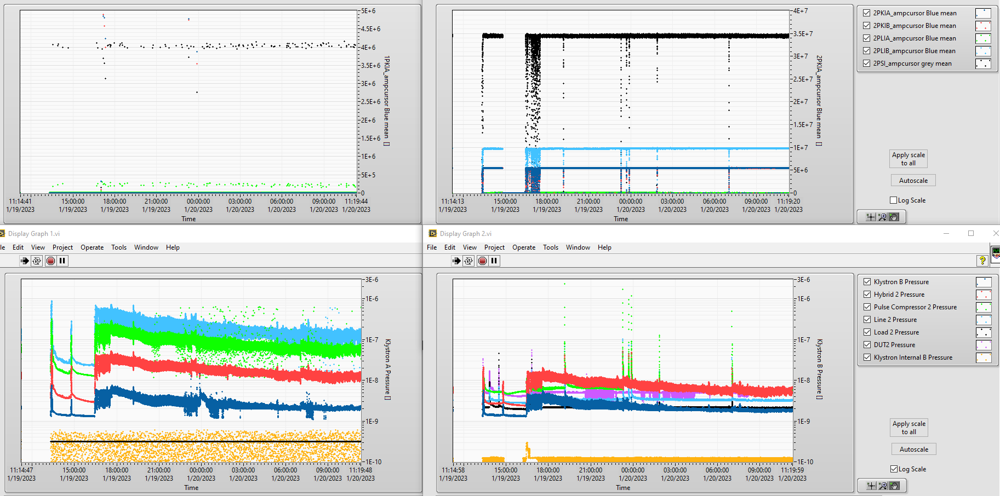 5E+6
4.5E+6
4E+6
3.5E+6
3E+6
2.5E+6
2E+6
1.5E+6
1E+6
5E+5
0
1PKIA_ampcursor Blue mean []
11:14:41 15:00:00 18:00:00 21:00:00 00:00:00 03:00:00 06:00:00 09:00:00 11:19:44
1/19/2023 1/19/2023 1/19/2023 1/19/2023 1/20/2023 1/20/2023 1/20/2023 1/20/2023 1/20/2023
Time
4E+7
3.5E+7
3E+7
2.5E+7
2E+7
1.5E+7
1E+7
5E+6
0
2PKIA_ampcursor Blue mean []
11:14:13 15:00:00 18:00:00 21:00:00 00:00:00 03:00:00 06:00:00 09:00:00 11:19:20
1/19/2023 1/19/2023 1/19/2023 1/19/2023 1/20/2023 1/20/2023 1/20/2023 1/20/2023 1/20/2023
Time
2PKIA_ampcursor Blue mean
2PKIB_ampcursor Blue mean
2PLIA_ampcursor Blue mean
2PLIB_ampcursor Blue mean
2PSI_ampcursor grey mean
Apply scale
to all
Autoscale
Log Scale
Display Graph 1.vi
le Edit View Project Operate Tools Window Help
3E-6
1E-6
1E-7
1E-8
1E-9
1E-10
Klystron A Pressure []
11:14:47 15:00:00 18:00:00 21:00:00 00:00:00 03:00:00 06:00:00 09:00:00 11:19:48
1/19/2023 1/19/2023 1/19/2023 1/19/2023 1/20/2023 1/20/2023 1/20/2023 1/20/2023 1/20/2023
Time
Display Graph 2.vi
File Edit View Project Operate Tools Window Help
?
3E-6
1E-6
1E-7
1E-8
1E-9
1E-10
Klystron B Pressure []
11:14:58 15:00:00 18:00:00 21:00:00 00:00:00 03:00:00 06:00:00 09:00:00 11:19:59
1/19/2023 1/19/2023 1/19/2023 1/19/2023 1/20/2023 1/20/2023 1/20/2023 1/20/2023 1/20/2023
Time
Klystron B Pressure
Hybrid 2 Pressure
Pulse Compressor 2 Pressure
Line 2 Pressure
Load 2 Pressure
DUT2 Pressure
Klystron Internal B Pressure
Apply scale
to all
Autoscale
Log Scale